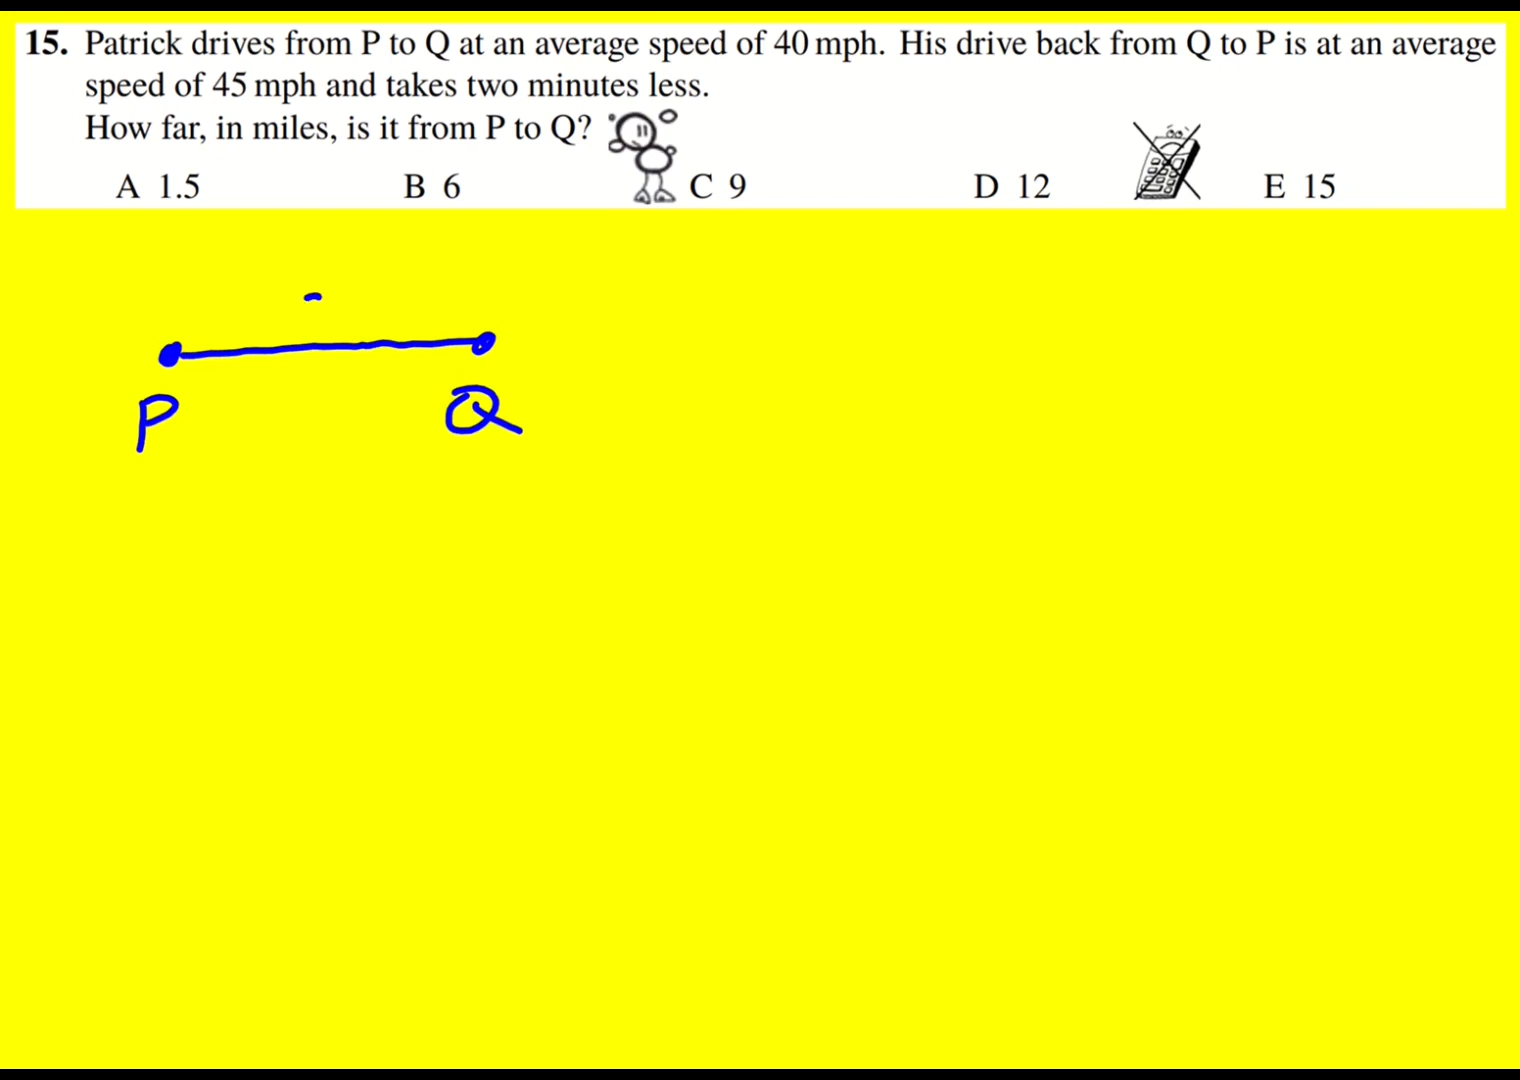 15. Patrick drives from P to Q at an average speed of 40 mph. His drive back from Q to P is at an average
speed of 45 mph and takes two minutes less.
How far, in miles, is it from P to Q?
A 1.5 B 6 C 9 D 12 E 15
P Q